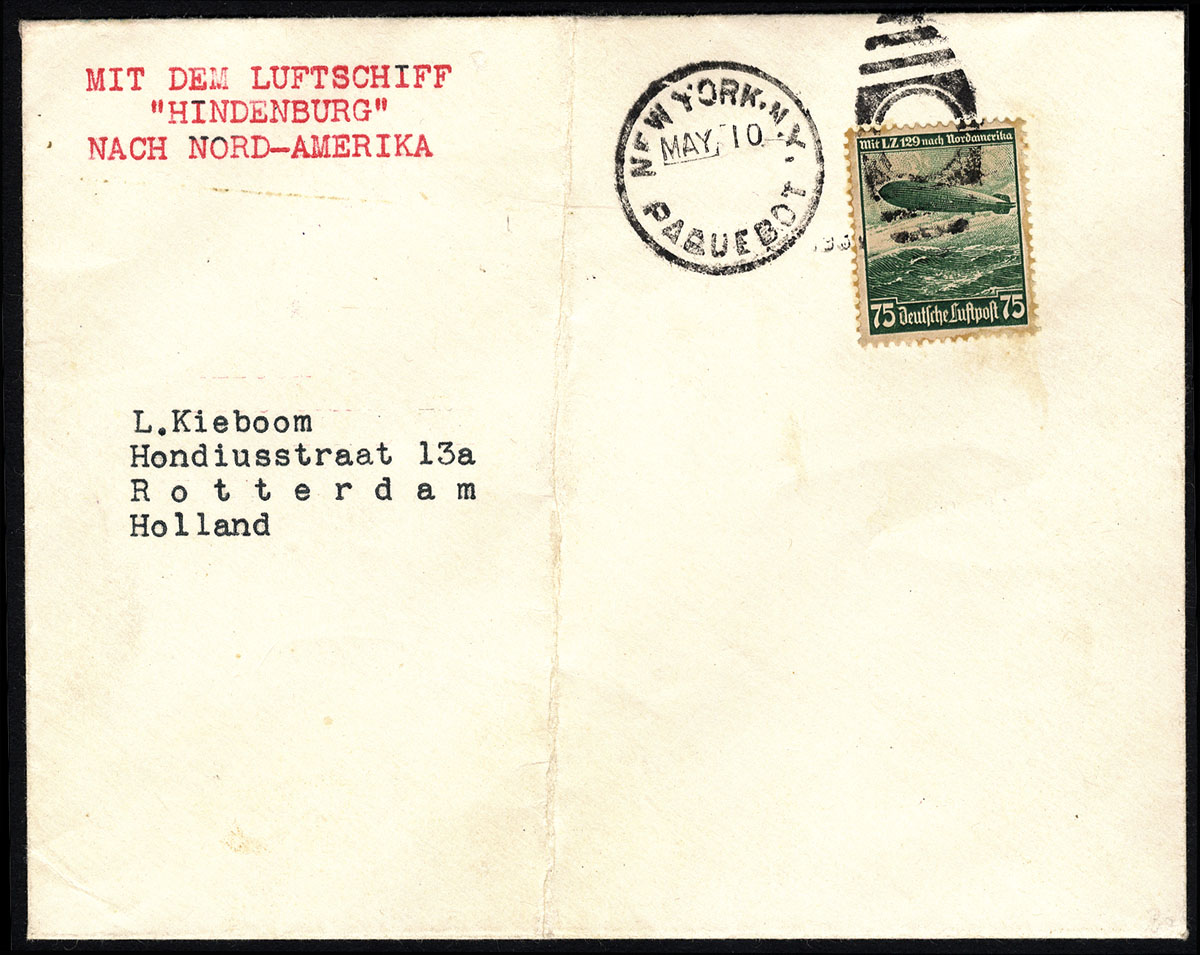 MIT DEM LUFTSCHIFF
"HINDENBURG"
NACH NORD-AMERIKA
NEW YORK, N.Y.
MAY 10
PAQUEBOT
Mit LZ 129 nach Nordamerika
75 Deutsche Luftpost 75
L.Kieboom
Hondiusstraat 13a
Rotterdam
Holland